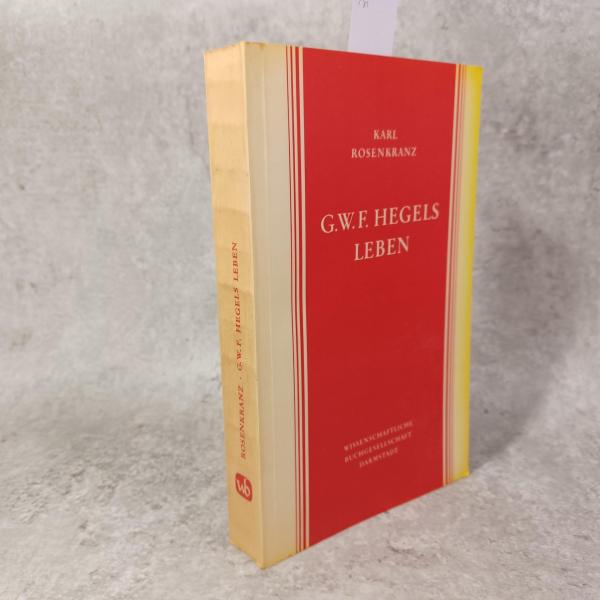 KARL
ROSENKRANZ
G.W.F. HEGELS
LEBEN
WISSENSCHAFTLICHE
BUCHGESELLSCHAFT
DARMSTADT
ROSENKRANZ · G.W.F. HEGELS LEBEN
wb